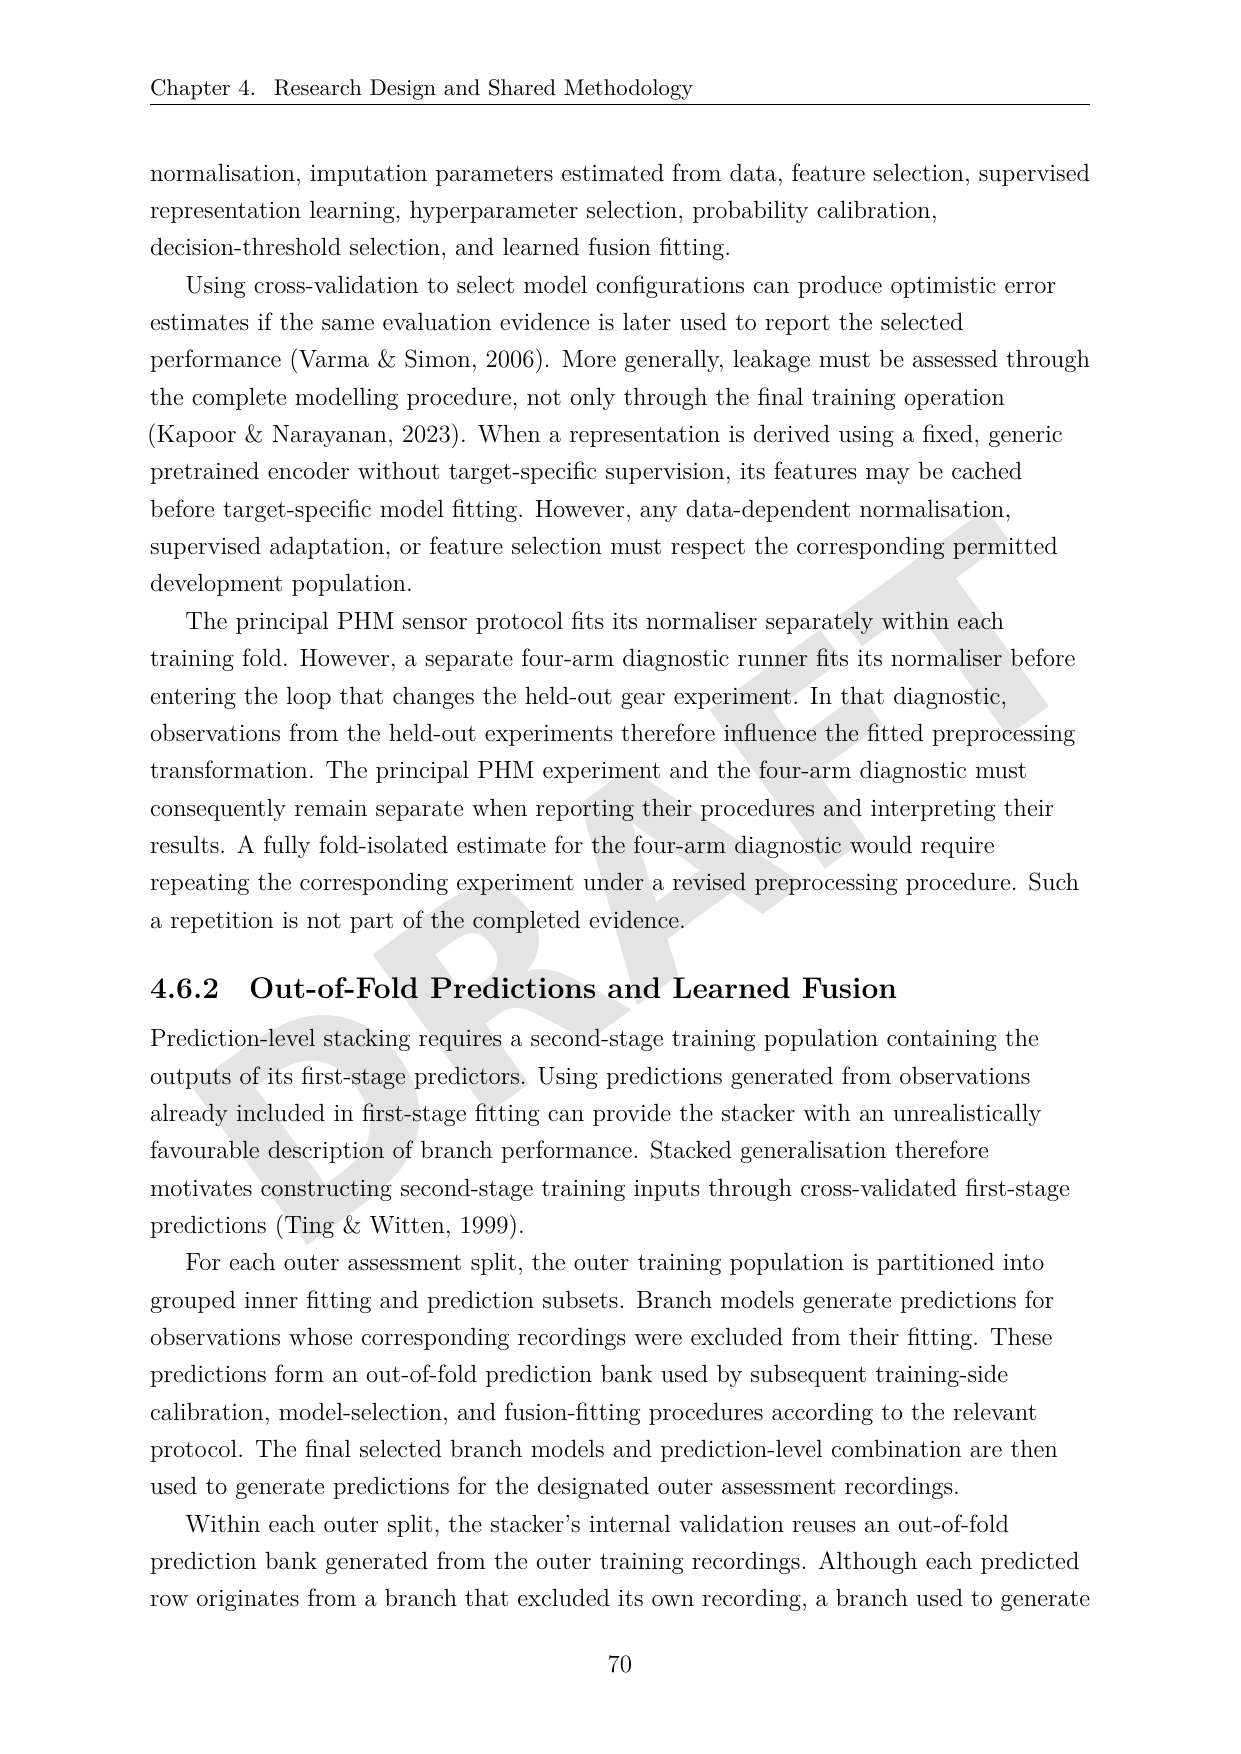 Chapter 4. Research Design and Shared Methodology
normalisation, imputation parameters estimated from data, feature selection, supervised
representation learning, hyperparameter selection, probability calibration,
decision-threshold selection, and learned fusion fitting.
Using cross-validation to select model configurations can produce optimistic error
estimates if the same evaluation evidence is later used to report the selected
performance (Varma & Simon, 2006). More generally, leakage must be assessed through
the complete modelling procedure, not only through the final training operation
(Kapoor & Narayanan, 2023). When a representation is derived using a fixed, generic
pretrained encoder without target-specific supervision, its features may be cached
before target-specific model fitting. However, any data-dependent normalisation,
supervised adaptation, or feature selection must respect the corresponding permitted
development population.
The principal PHM sensor protocol fits its normaliser separately within each
training fold. However, a separate four-arm diagnostic runner fits its normaliser before
entering the loop that changes the held-out gear experiment. In that diagnostic,
observations from the held-out experiments therefore influence the fitted preprocessing
transformation. The principal PHM experiment and the four-arm diagnostic must
consequently remain separate when reporting their procedures and interpreting their
results. A fully fold-isolated estimate for the four-arm diagnostic would require
repeating the corresponding experiment under a revised preprocessing procedure. Such
a repetition is not part of the completed evidence.
4.6.2 Out-of-Fold Predictions and Learned Fusion
Prediction-level stacking requires a second-stage training population containing the
outputs of its first-stage predictors. Using predictions generated from observations
already included in first-stage fitting can provide the stacker with an unrealistically
favourable description of branch performance. Stacked generalisation therefore
motivates constructing second-stage training inputs through cross-validated first-stage
predictions (Ting & Witten, 1999).
For each outer assessment split, the outer training population is partitioned into
grouped inner fitting and prediction subsets. Branch models generate predictions for
observations whose corresponding recordings were excluded from their fitting. These
predictions form an out-of-fold prediction bank used by subsequent training-side
calibration, model-selection, and fusion-fitting procedures according to the relevant
protocol. The final selected branch models and prediction-level combination are then
used to generate predictions for the designated outer assessment recordings.
Within each outer split, the stacker's internal validation reuses an out-of-fold
prediction bank generated from the outer training recordings. Although each predicted
row originates from a branch that excluded its own recording, a branch used to generate
70
DRAFT